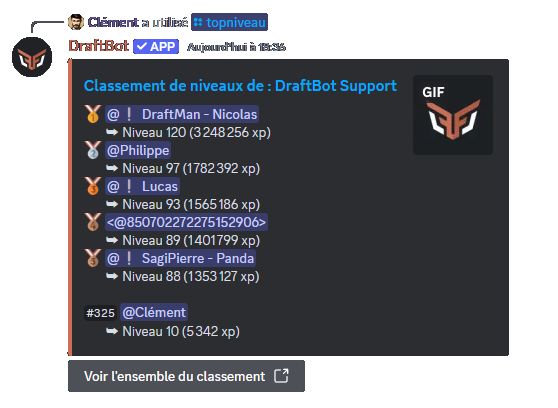 Clément a utilisé topniveau
DraftBot ✓ APP Aujourd'hui à 18:36
Classement de niveaux de : DraftBot Support
GIF
@❕ DraftMan - Nicolas
Niveau 120 (3 248 256 xp)
@Philippe
Niveau 97 (1 782 392 xp)
@❕ Lucas
Niveau 93 (1 565 186 xp)
<@850702272275152906>
Niveau 89 (1 401 799 xp)
@❕ SagiPierre - Panda
Niveau 88 (1 353 127 xp)
#325 @Clément
Niveau 10 (5 342 xp)
Voir l'ensemble du classement